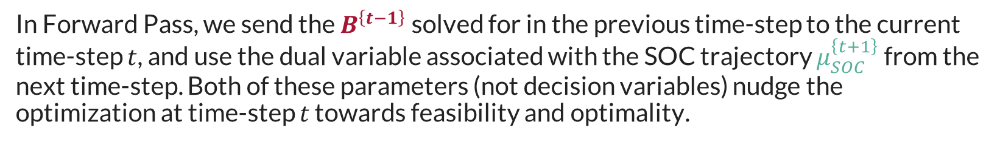 In Forward Pass, we send the B^{t−1} solved for in the previous time-step to the current
time-step t, and use the dual variable associated with the SOC trajectory μ_{SOC}^{t+1} from the
next time-step. Both of these parameters (not decision variables) nudge the
optimization at time-step t towards feasibility and optimality.